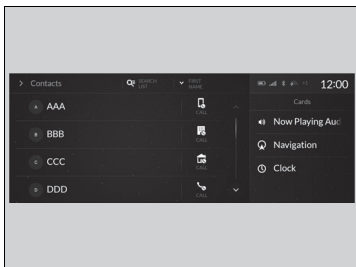 Contacts
SEARCH LIST
FIRST NAME
12:00
Cards
A AAA
CALL
Now Playing Aud
B BBB
CALL
Navigation
C CCC
CALL
Clock
D DDD
CALL